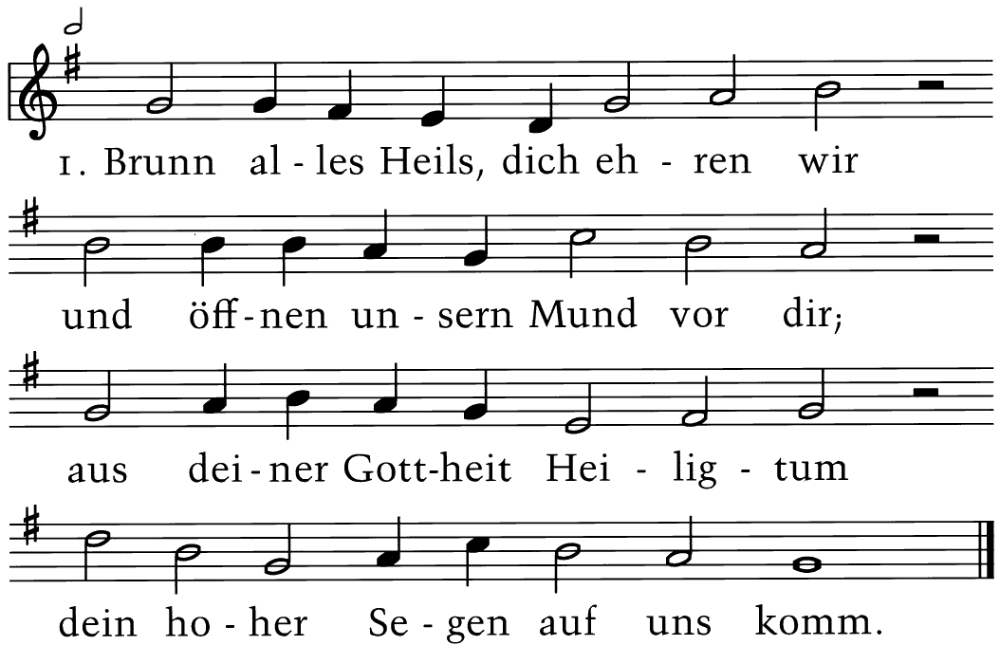 1. Brunn al - les Heils, dich eh - ren wir
und öff - nen un - sern Mund vor dir;
aus dei - ner Gott - heit Hei - lig - tum
dein ho - her Se - gen auf uns komm.